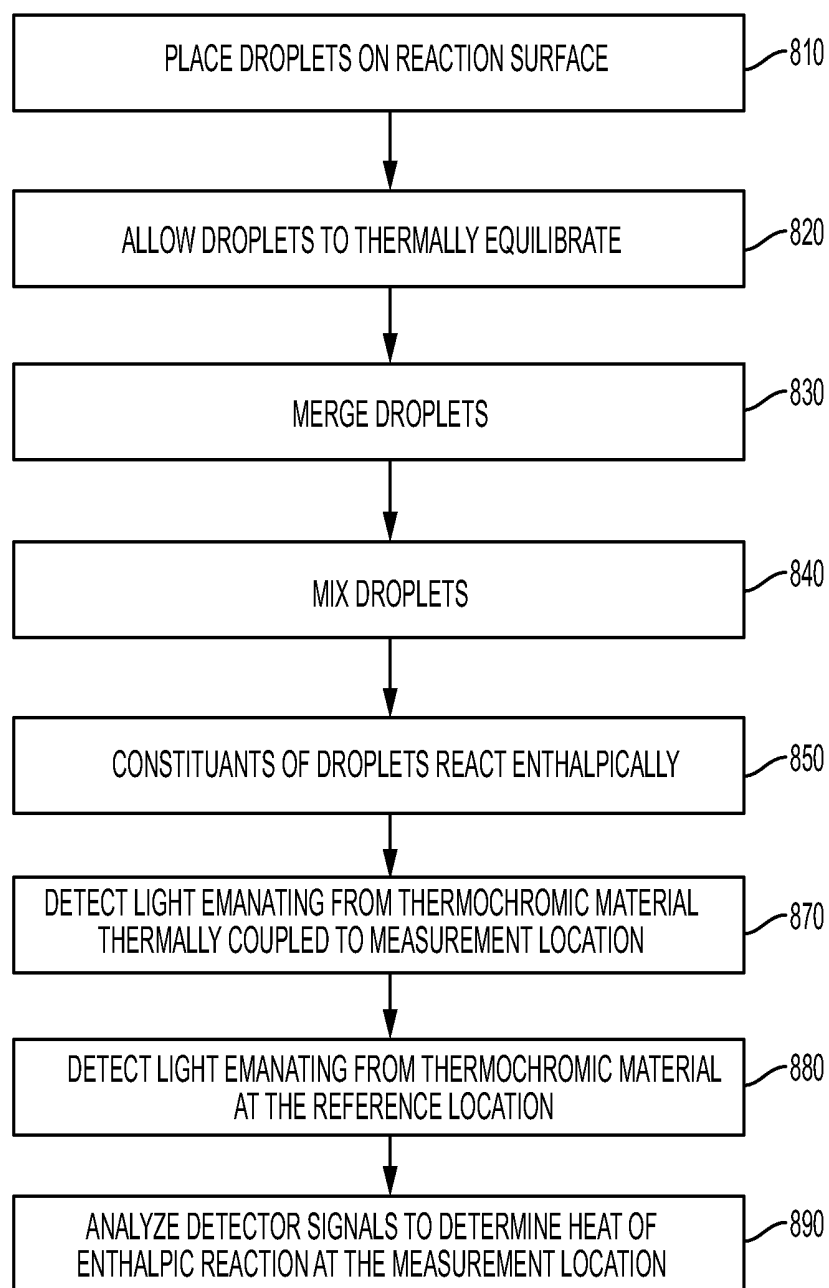 PLACE DROPLETS ON REACTION SURFACE
810
ALLOW DROPLETS TO THERMALLY EQUILIBRATE
820
MERGE DROPLETS
830
MIX DROPLETS
840
CONSTITUANTS OF DROPLETS REACT ENTHALPICALLY
850
DETECT LIGHT EMANATING FROM THERMOCHROMIC MATERIAL
THERMALLY COUPLED TO MEASUREMENT LOCATION
870
DETECT LIGHT EMANATING FROM THERMOCHROMIC MATERIAL
AT THE REFERENCE LOCATION
880
ANALYZE DETECTOR SIGNALS TO DETERMINE HEAT OF
ENTHALPIC REACTION AT THE MEASUREMENT LOCATION
890